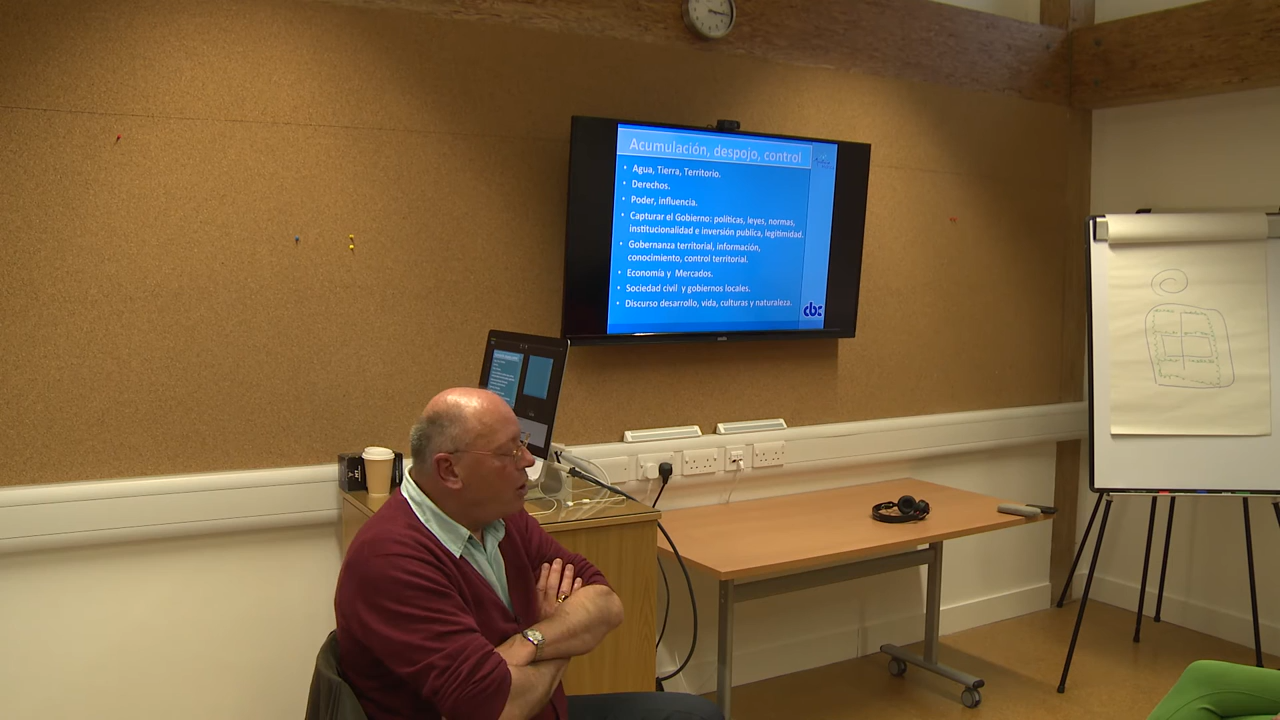 Acumulación, despojo, control
• Agua, Tierra, Territorio.
• Derechos.
• Poder, influencia.
• Capturar el Gobierno: políticas, leyes, normas,
institucionalidad e inversión publica, legitimidad.
• Gobernanza territorial, información,
conocimiento, control territorial.
• Economía y Mercados.
• Sociedad civil y gobiernos locales.
• Discurso desarrollo, vida, culturas y naturaleza.
cbc